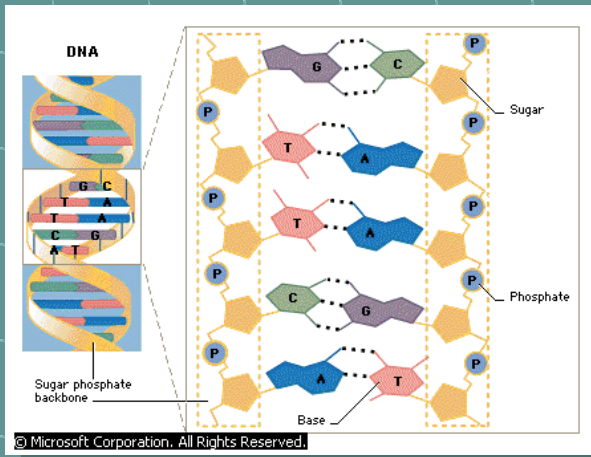 DNA
G C
T A
T A
C G
A T
Sugar phosphate
backbone
P
G C
Sugar
P
P
T A
P
P
T A
P
P
C G
P
Phosphate
P
P
A T
Base
© Microsoft Corporation. All Rights Reserved.